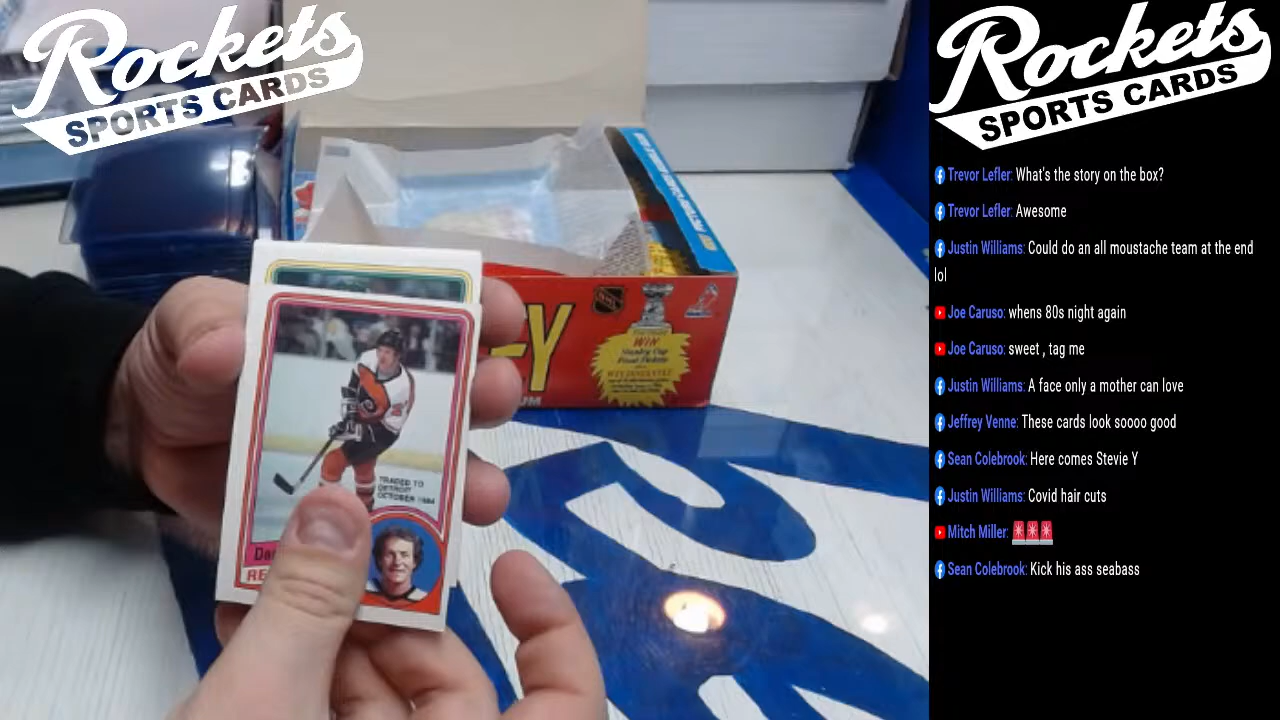 Rockets
SPORTS CARDS
WIN
Stanley Cup
TRADED TO
DETROIT
OCTOBER 1984
Rockets
SPORTS CARDS
Trevor Lefler: What's the story on the box?
Trevor Lefler: Awesome
Justin Williams: Could do an all moustache team at the end
lol
Joe Caruso: whens 80s night again
Joe Caruso: sweet , tag me
Justin Williams: A face only a mother can love
Jeffrey Venne: These cards look soooo good
Sean Colebrook: Here comes Stevie Y
Justin Williams: Covid hair cuts
Mitch Miller: 🚨🚨🚨
Sean Colebrook: Kick his ass seabass